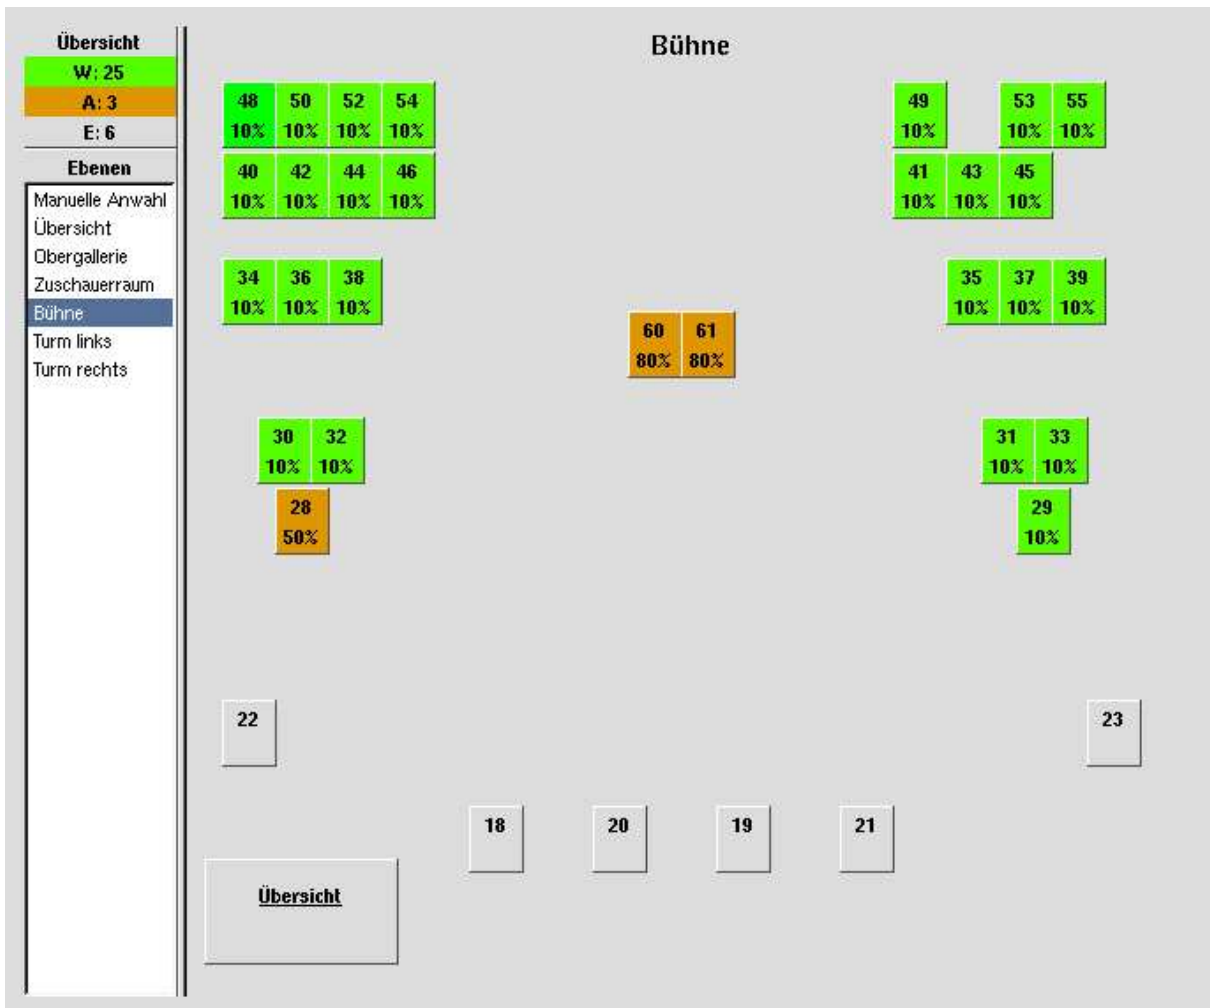 Übersicht
W: 25
A: 3
E: 6
Ebenen
Manuelle Anwahl
Übersicht
Obergallerie
Zuschauerraum
Bühne
Turm links
Turm rechts
Bühne
48 50 52 54
10% 10% 10% 10%
49 53 55
10% 10% 10%
40 42 44 46
10% 10% 10% 10%
41 43 45
10% 10% 10%
34 36 38
10% 10% 10%
35 37 39
10% 10% 10%
60 61
80% 80%
30 32
10% 10%
31 33
10% 10%
28
50%
29
10%
22
23
18 20 19 21
Übersicht